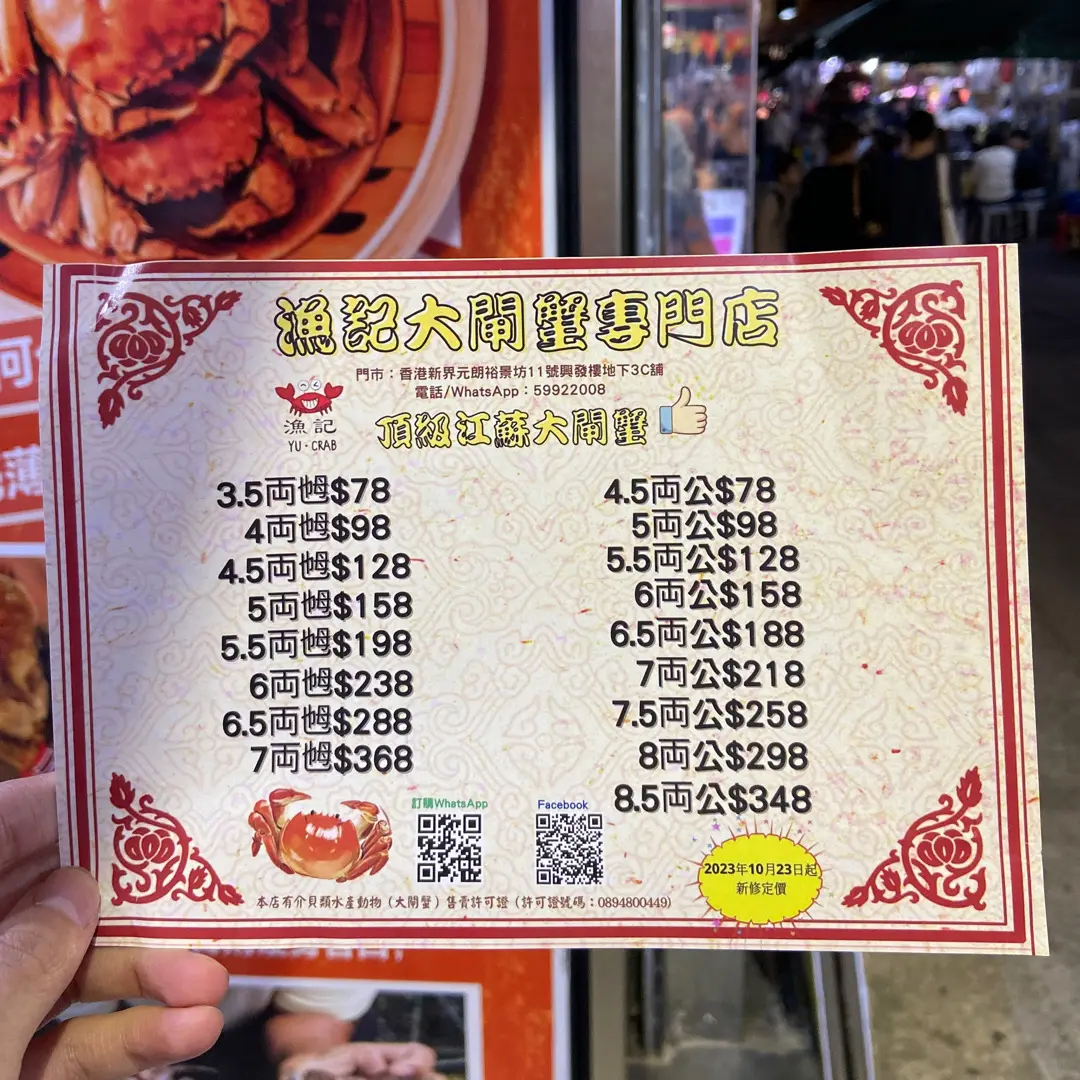 漁記大閘蟹專門店
門市：香港新界元朗裕景坊11號興發樓地下3C舖
電話/WhatsApp：59922008
漁記
YU·CRAB
頂級江蘇大閘蟹
3.5両乸$78
4両乸$98
4.5両乸$128
5両乸$158
5.5両乸$198
6両乸$238
6.5両乸$288
7両乸$368
4.5両公$78
5両公$98
5.5両公$128
6両公$158
6.5両公$188
7両公$218
7.5両公$258
8両公$298
8.5両公$348
訂購WhatsApp
Facebook
2023年10月23日起
新修定價
本店有介貝類水產動物（大閘蟹）售賣許可證（許可證號碼：0894800449）